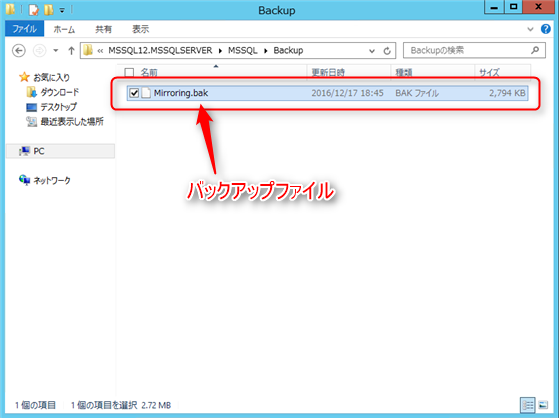 Backup
ファイル ホーム 共有 表示
« MSSQL12.MSSQLSERVER ▸ MSSQL ▸ Backup Backupの検索
お気に入り
ダウンロード
デスクトップ
最近表示した場所
PC
ネットワーク
名前 更新日時 種類 サイズ
Mirroring.bak 2016/12/17 18:45 BAK ファイル 2,794 KB
バックアップファイル
1 個の項目 1 個の項目を選択 2.72 MB